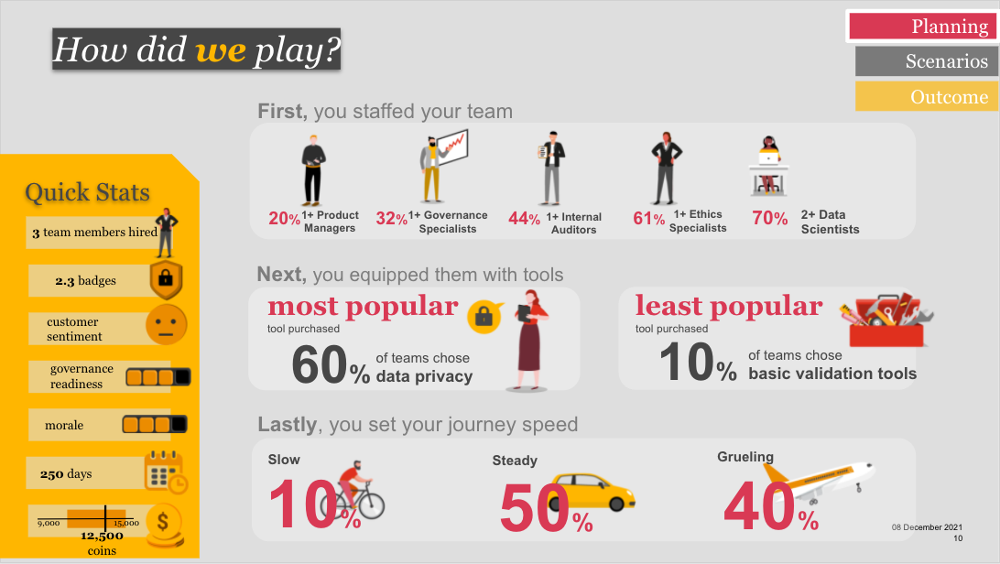 How did we play?
Planning
Scenarios
Outcome
First, you staffed your team
20% 1+ Product
Managers
32% 1+ Governance
Specialists
44% 1+ Internal
Auditors
61% 1+ Ethics
Specialists
70% 2+ Data
Scientists
Quick Stats
3 team members hired
2.3 badges
customer
sentiment
governance
readiness
morale
250 days
9,000 15,000
12,500
coins
Next, you equipped them with tools
most popular
tool purchased
60% of teams chose
data privacy
least popular
tool purchased
10% of teams chose
basic validation tools
Lastly, you set your journey speed
Slow
10%
Steady
50%
Grueling
40%
08 December 2021
10